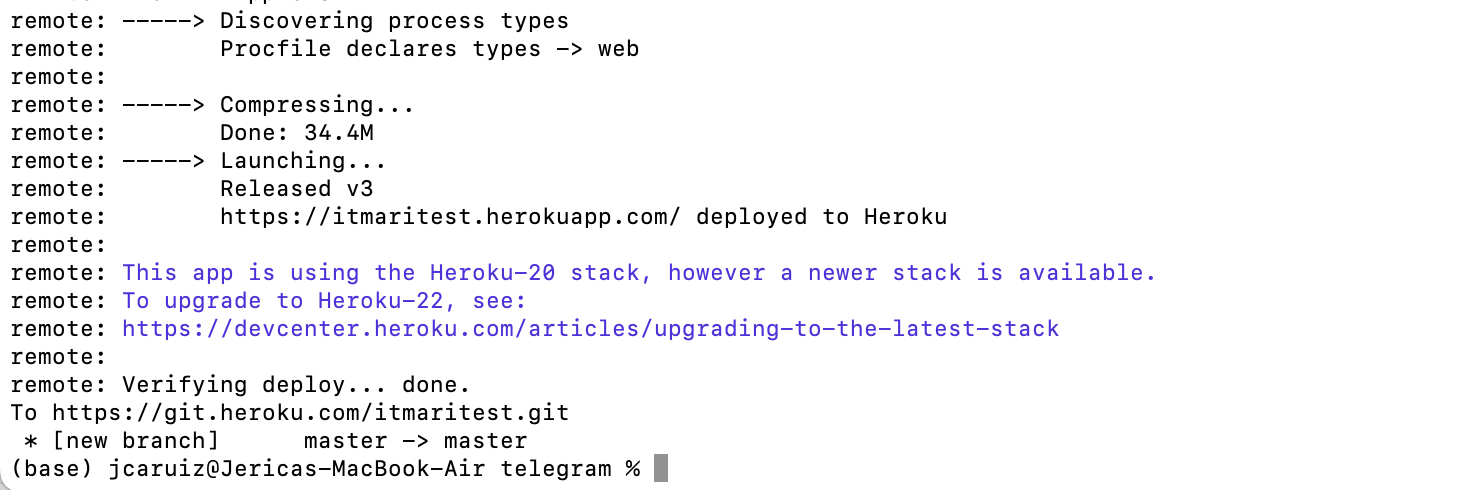 remote: -----> Discovering process types
remote:        Procfile declares types -> web
remote:
remote: -----> Compressing...
remote:        Done: 34.4M
remote: -----> Launching...
remote:        Released v3
remote:        https://itmaritest.herokuapp.com/ deployed to Heroku
remote:
remote: This app is using the Heroku-20 stack, however a newer stack is available.
remote: To upgrade to Heroku-22, see:
remote: https://devcenter.heroku.com/articles/upgrading-to-the-latest-stack
remote:
remote: Verifying deploy... done.
To https://git.heroku.com/itmaritest.git
 * [new branch]      master -> master
(base) jcaruiz@Jericas-MacBook-Air telegram %